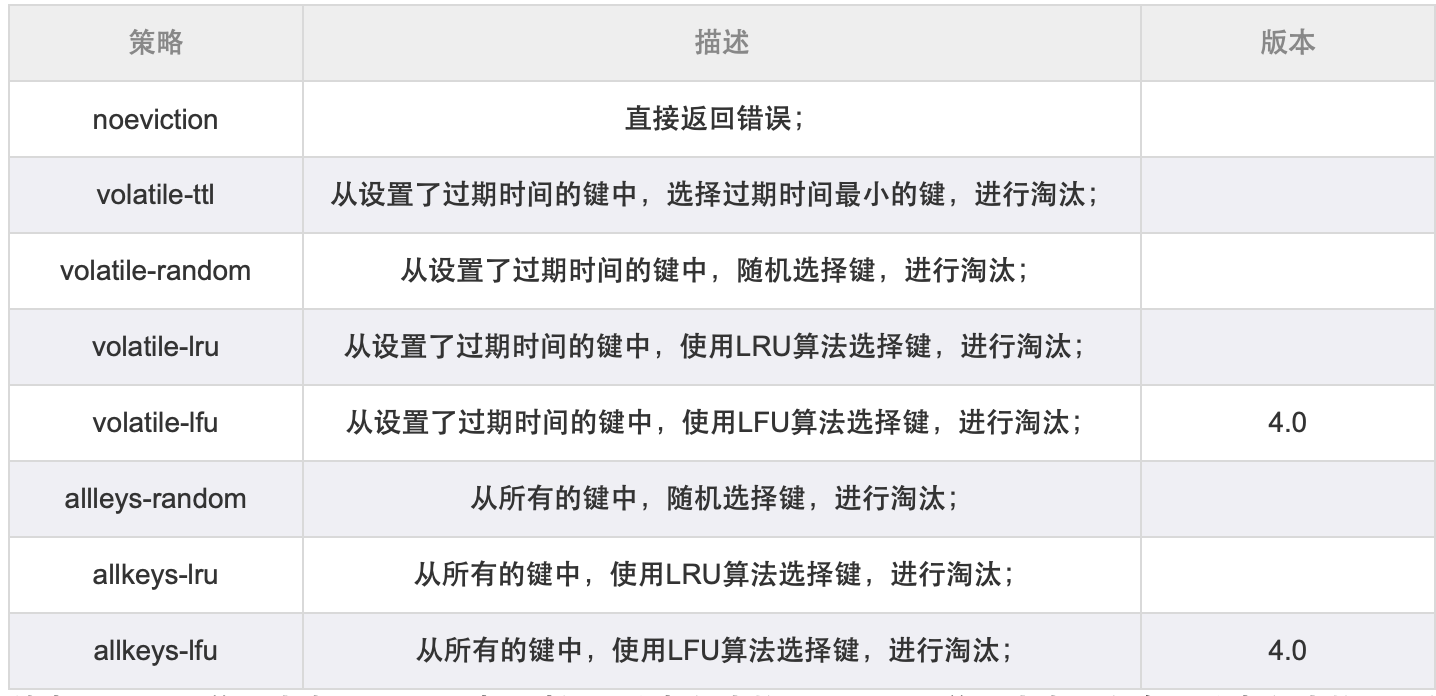 策略 描述 版本
noeviction 直接返回错误；
volatile-ttl 从设置了过期时间的键中，选择过期时间最小的键，进行淘汰；
volatile-random 从设置了过期时间的键中，随机选择键，进行淘汰；
volatile-lru 从设置了过期时间的键中，使用LRU算法选择键，进行淘汰；
volatile-lfu 从设置了过期时间的键中，使用LFU算法选择键，进行淘汰； 4.0
allleys-random 从所有的键中，随机选择键，进行淘汰；
allkeys-lru 从所有的键中，使用LRU算法选择键，进行淘汰；
allkeys-lfu 从所有的键中，使用LFU算法选择键，进行淘汰； 4.0